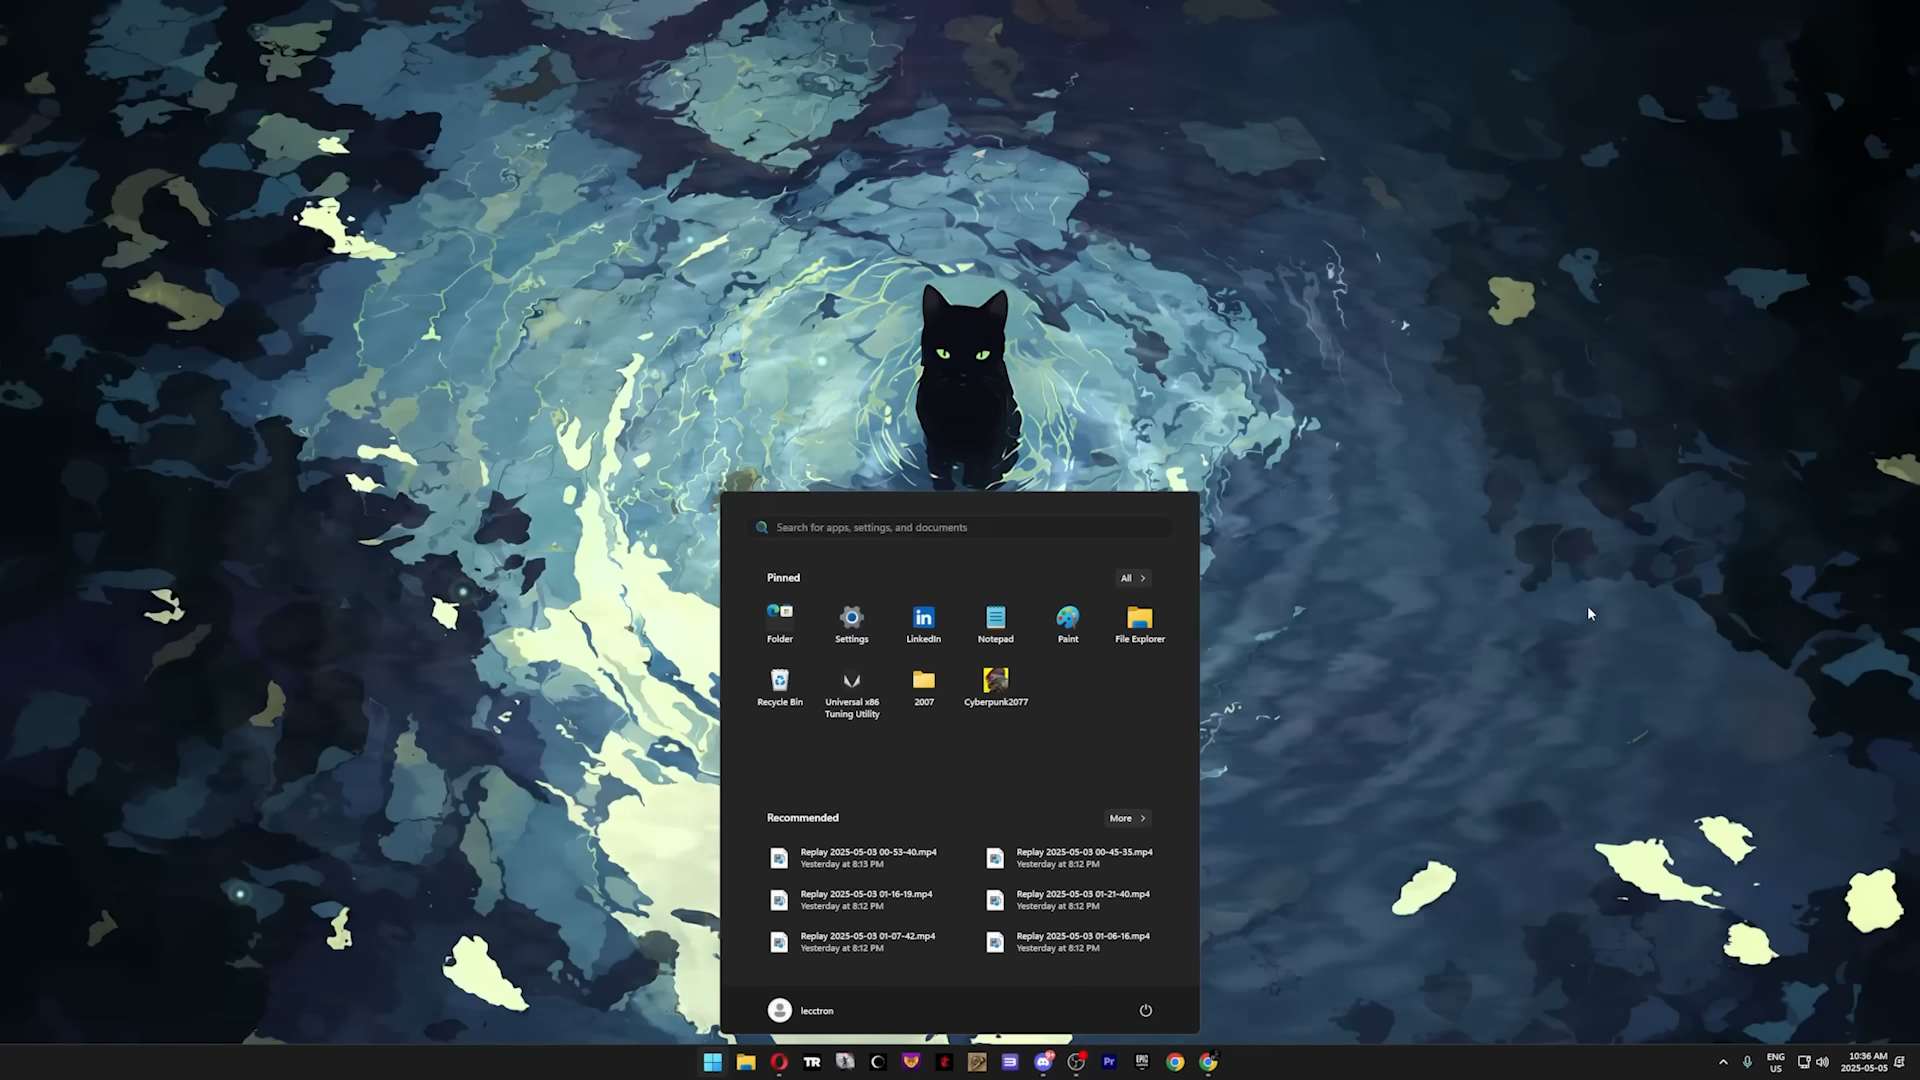 Search for apps, settings, and documents
Pinned
All
Folder
Settings
LinkedIn
Notepad
Paint
File Explorer
Recycle Bin
Universal x86
Tuning Utility
2007
Cyberpunk2077
Recommended
More
Replay 2025-05-03 00-53-40.mp4
Yesterday at 8:13 PM
Replay 2025-05-03 00-45-35.mp4
Yesterday at 8:12 PM
Replay 2025-05-03 01-16-19.mp4
Yesterday at 8:12 PM
Replay 2025-05-03 01-21-40.mp4
Yesterday at 8:12 PM
Replay 2025-05-03 01-07-42.mp4
Yesterday at 8:12 PM
Replay 2025-05-03 01-06-16.mp4
Yesterday at 8:12 PM
lecctron
TR
Pr
EPIC
ENG
US
10:36 AM
2025-05-05